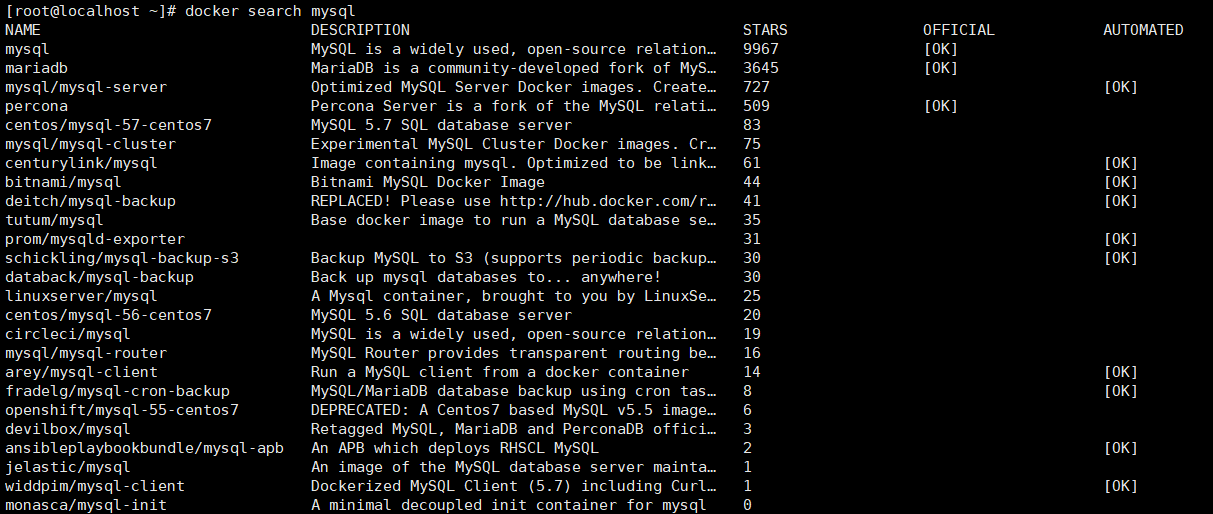 [root@localhost ~]# docker search mysql
NAME DESCRIPTION STARS OFFICIAL AUTOMATED
mysql MySQL is a widely used, open-source relation… 9967 [OK]
mariadb MariaDB is a community-developed fork of MyS… 3645 [OK]
mysql/mysql-server Optimized MySQL Server Docker images. Create… 727 [OK]
percona Percona Server is a fork of the MySQL relati… 509 [OK]
centos/mysql-57-centos7 MySQL 5.7 SQL database server 83
mysql/mysql-cluster Experimental MySQL Cluster Docker images. Cr… 75
centurylink/mysql Image containing mysql. Optimized to be link… 61 [OK]
bitnami/mysql Bitnami MySQL Docker Image 44 [OK]
deitch/mysql-backup REPLACED! Please use http://hub.docker.com/r… 41 [OK]
tutum/mysql Base docker image to run a MySQL database se… 35
prom/mysqld-exporter 31 [OK]
schickling/mysql-backup-s3 Backup MySQL to S3 (supports periodic backup… 30 [OK]
databack/mysql-backup Back up mysql databases to... anywhere! 30
linuxserver/mysql A Mysql container, brought to you by LinuxSe… 25
centos/mysql-56-centos7 MySQL 5.6 SQL database server 20
circleci/mysql MySQL is a widely used, open-source relation… 19
mysql/mysql-router MySQL Router provides transparent routing be… 16
arey/mysql-client Run a MySQL client from a docker container 14 [OK]
fradelg/mysql-cron-backup MySQL/MariaDB database backup using cron tas… 8 [OK]
openshift/mysql-55-centos7 DEPRECATED: A Centos7 based MySQL v5.5 image… 6
devilbox/mysql Retagged MySQL, MariaDB and PerconaDB offici… 3
ansibleplaybookbundle/mysql-apb An APB which deploys RHSCL MySQL 2 [OK]
jelastic/mysql An image of the MySQL database server mainta… 1
widdpim/mysql-client Dockerized MySQL Client (5.7) including Curl… 1 [OK]
monasca/mysql-init A minimal decoupled init container for mysql 0